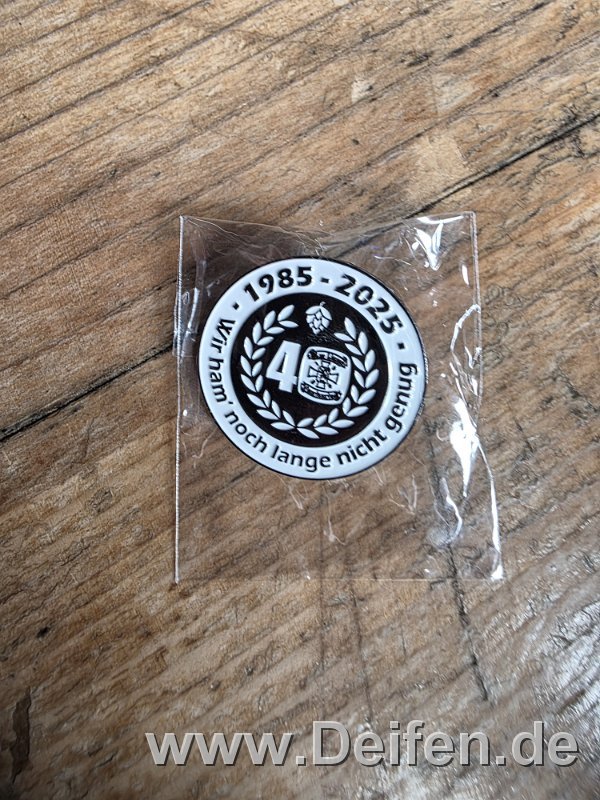 · 1985 - 2025 ·
Wir ham' noch lange nicht genug
40
www.Deifen.de